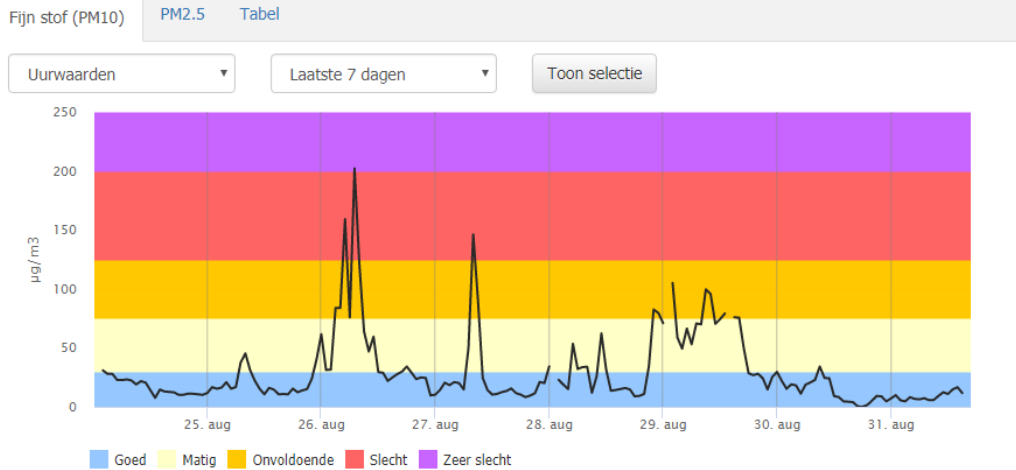 Fijn stof (PM10) PM2.5 Tabel
Uurwaarden Laatste 7 dagen Toon selectie
250
200
150
100
50
0
µg/m3
25. aug 26. aug 27. aug 28. aug 29. aug 30. aug 31. aug
Goed Matig Onvoldoende Slecht Zeer slecht